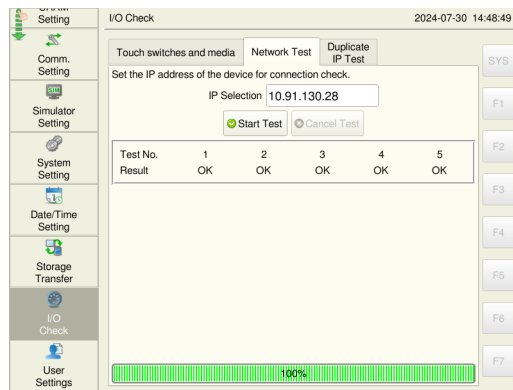 Setting
I/O Check
2024-07-30 14:48:49
Comm.
Setting
SIM
Simulator
Setting
System
Setting
Date/Time
Setting
Storage
Transfer
I/O
Check
User
Settings
Touch switches and media
Network Test
Duplicate
IP Test
Set the IP address of the device for connection check.
IP Selection 10.91.130.28
Start Test
Cancel Test
Test No. 1 2 3 4 5
Result OK OK OK OK OK
100%
SYS
F1
F2
F3
F4
F5
F6
F7